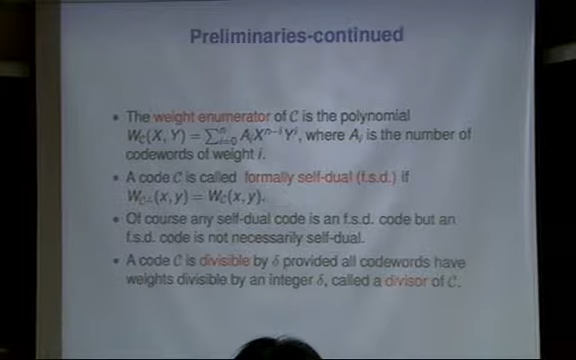 Preliminaries-continued
• The weight enumerator of C is the polynomial
W_C(X, Y) = ∑_{i=0}^{n} A_i X^{n−i} Y^i, where A_i is the number of
codewords of weight i.
• A code C is called formally self-dual (f.s.d.) if
W_{C⊥}(x, y) = W_C(x, y).
• Of course any self-dual code is an f.s.d. code but an
f.s.d. code is not necessarily self-dual.
• A code C is divisible by δ provided all codewords have
weights divisible by an integer δ, called a divisor of C.